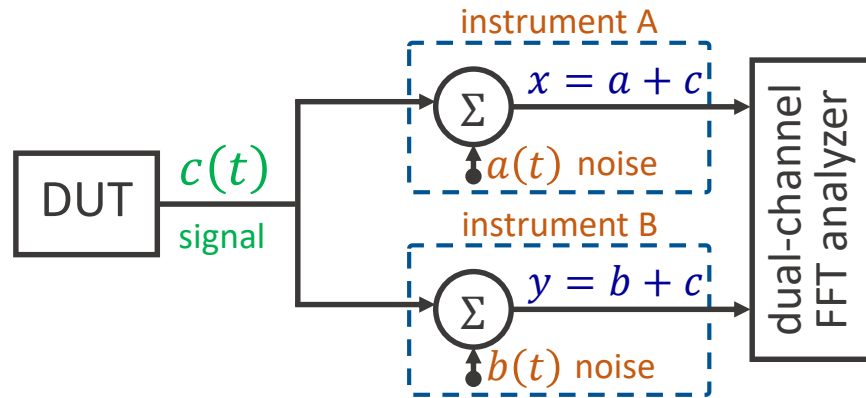 instrument A
x = a + c
Σ
a(t) noise
DUT
c(t)
signal
instrument B
y = b + c
Σ
b(t) noise
dual-channel
FFT analyzer